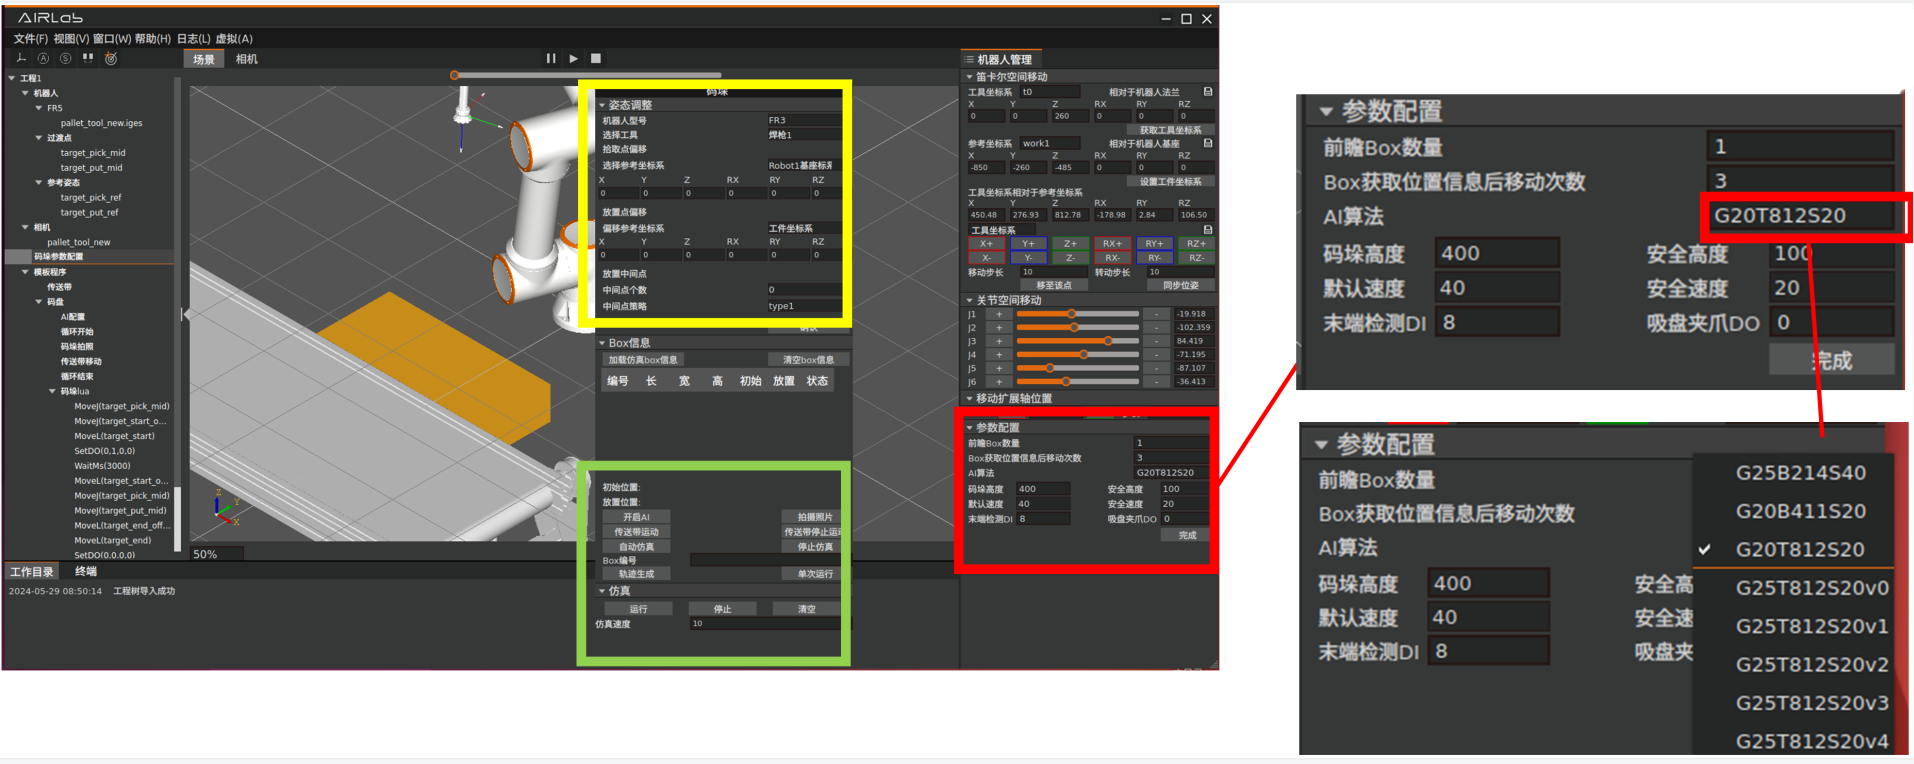 AIRLab
文件(F) 视图(V) 窗口(W) 帮助(H) 日志(L) 虚拟(A)
场景 相机
工程1
机器人
FR5
pallet_tool_new.iges
过渡点
target_pick_mid
target_put_mid
参考姿态
target_pick_ref
target_put_ref
相机
pallet_tool_new
码垛参数配置
模板程序
传送带
码盘
AI配置
循环开始
码垛拍照
传送带移动
循环结束
码垛lua
MoveJ(target_pick_mid)
MoveJ(target_start_o...
MoveL(target_start)
SetDO(0,1,0,0)
WaitMs(3000)
MoveL(target_start_o...
MoveJ(target_pick_mid)
MoveJ(target_put_mid)
MoveL(target_end_off...
MoveL(target_end)
SetDO(0,0,0,0)
Z
Y
X
50%
工作目录 终端
2024-05-29 08:50:14 工程树导入成功
码垛
姿态调整
机器人型号 FR3
选择工具 焊枪1
拾取点偏移
选择参考坐标系 Robot1基座标系
X Y Z RX RY RZ
0 0 0 0 0 0
放置点偏移
偏移参考坐标系 工件坐标系
X Y Z RX RY RZ
0 0 0 0 0 0
放置中间点
中间点个数 0
中间点策略 type1
确认
Box信息
加载仿真box信息 清空box信息
编号 长 宽 高 初始 放置 状态
初始位置:
放置位置:
开启AI 拍摄照片
传送带运动 传送带停止运动
自动仿真 停止仿真
Box编号
轨迹生成 单次运行
仿真
运行 停止 清空
仿真速度 10
机器人管理
笛卡尔空间移动
工具坐标系 t0 相对于机器人法兰
X Y Z RX RY RZ
0 0 260 0 0 0
获取工具坐标系
参考坐标系 work1 相对于机器人基座
X Y Z RX RY RZ
-850 -260 -485 0 0 0
设置工件坐标系
工具坐标系相对于参考坐标系
X Y Z RX RY RZ
450.48 276.93 812.78 -178.98 2.84 106.50
工具坐标系
X+ Y+ Z+ RX+ RY+ RZ+
X- Y- Z- RX- RY- RZ-
移动步长 10 转动步长 10
移至该点 同步位姿
关节空间移动
J1 + - -19.918
J2 + - -102.359
J3 + - 84.419
J4 + - -71.195
J5 + - -87.107
J6 + - -36.413
移动扩展轴位置
参数配置
前瞻Box数量 1
Box获取位置信息后移动次数 3
AI算法 G20T812S20
码垛高度 400 安全高度 100
默认速度 40 安全速度 20
末端检测DI 8 吸盘夹爪DO 0
完成
参数配置
前瞻Box数量 1
Box获取位置信息后移动次数 3
AI算法 G20T812S20
码垛高度 400 安全高度 100
默认速度 40 安全速度 20
末端检测DI 8 吸盘夹爪DO 0
完成
参数配置
前瞻Box数量
Box获取位置信息后移动次数
AI算法
码垛高度 400 安全高
默认速度 40 安全速
末端检测DI 8 吸盘夹
G25B214S40
G20B411S20
G20T812S20
G25T812S20v0
G25T812S20v1
G25T812S20v2
G25T812S20v3
G25T812S20v4